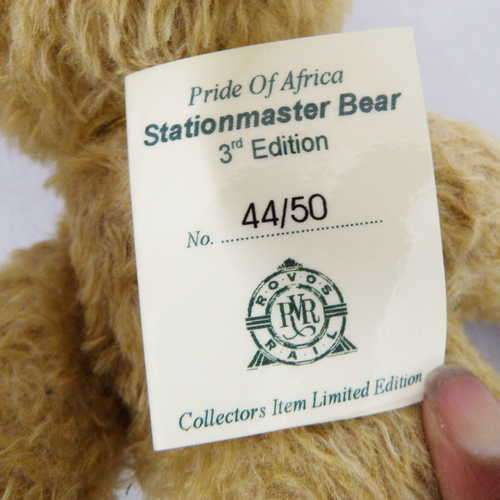 Pride Of Africa
Stationmaster Bear
3rd Edition
No. 44/50
ROVOS
RVR
RAIL
Collectors Item Limited Edition